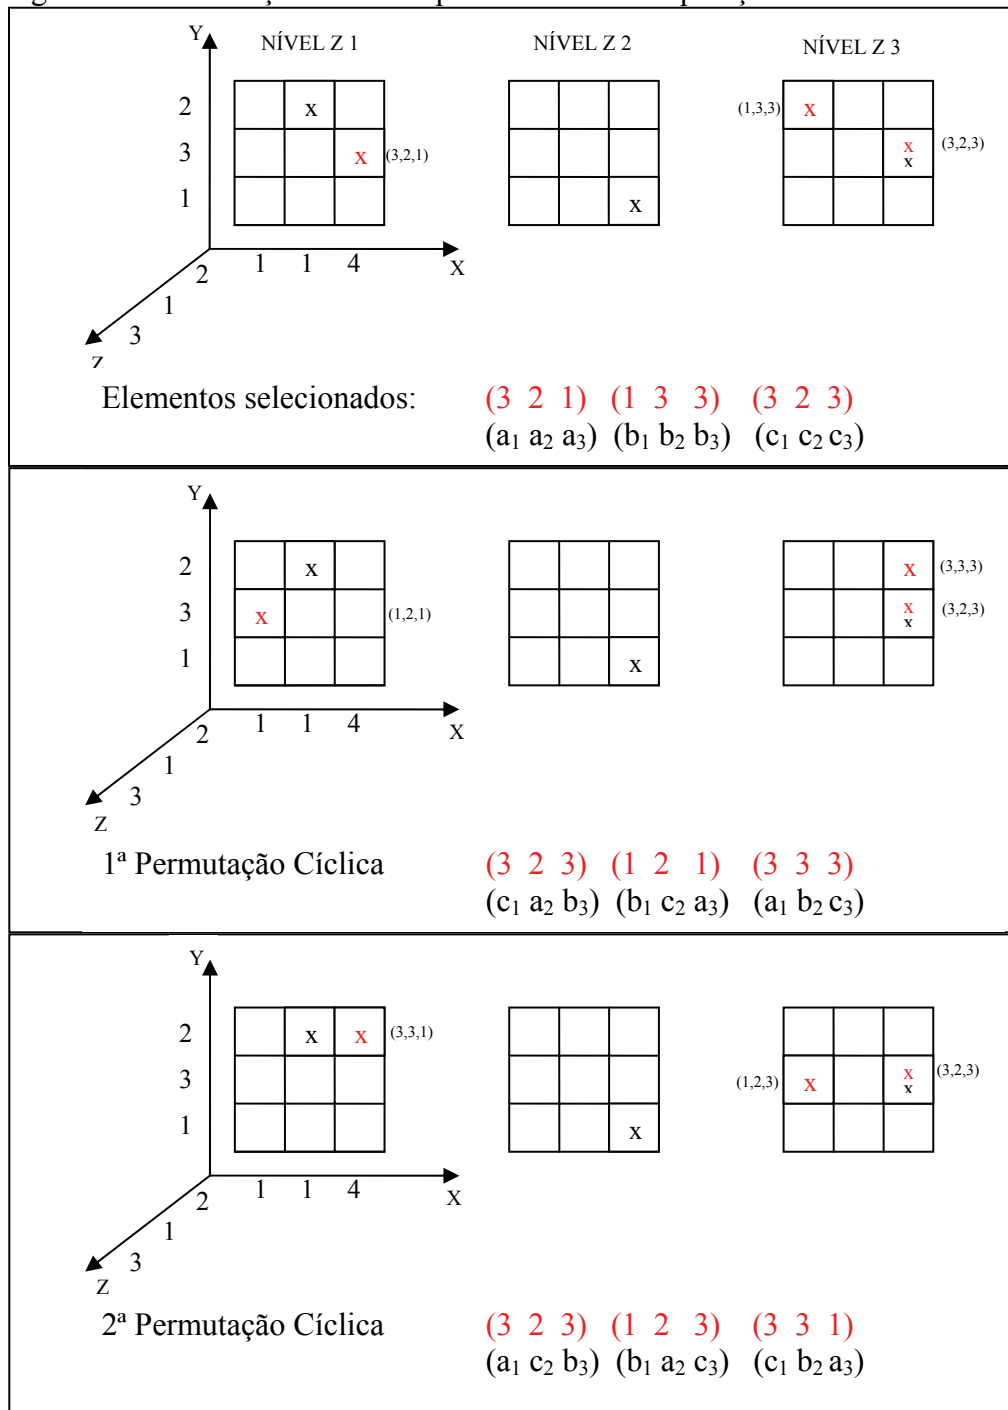 Y NÍVEL Z 1 NÍVEL Z 2 NÍVEL Z 3
2 x (1,3,3) x
3 x (3,2,1) x (3,2,3)
x
1 x
2 1 1 4 X
1
3
Z
Elementos selecionados: (3 2 1) (1 3 3) (3 2 3)
(a₁ a₂ a₃) (b₁ b₂ b₃) (c₁ c₂ c₃)
Y
2 x x (3,3,3)
3 x (1,2,1) x (3,2,3)
x
1 x
2 1 1 4 X
1
3
Z
1ª Permutação Cíclica (3 2 3) (1 2 1) (3 3 3)
(c₁ a₂ b₃) (b₁ c₂ a₃) (a₁ b₂ c₃)
Y
2 x x (3,3,1)
3 (1,2,3) x x (3,2,3)
x
1 x
2 1 1 4 X
1
3
Z
2ª Permutação Cíclica (3 2 3) (1 2 3) (3 3 1)
(a₁ c₂ b₃) (b₁ a₂ c₃) (c₁ b₂ a₃)